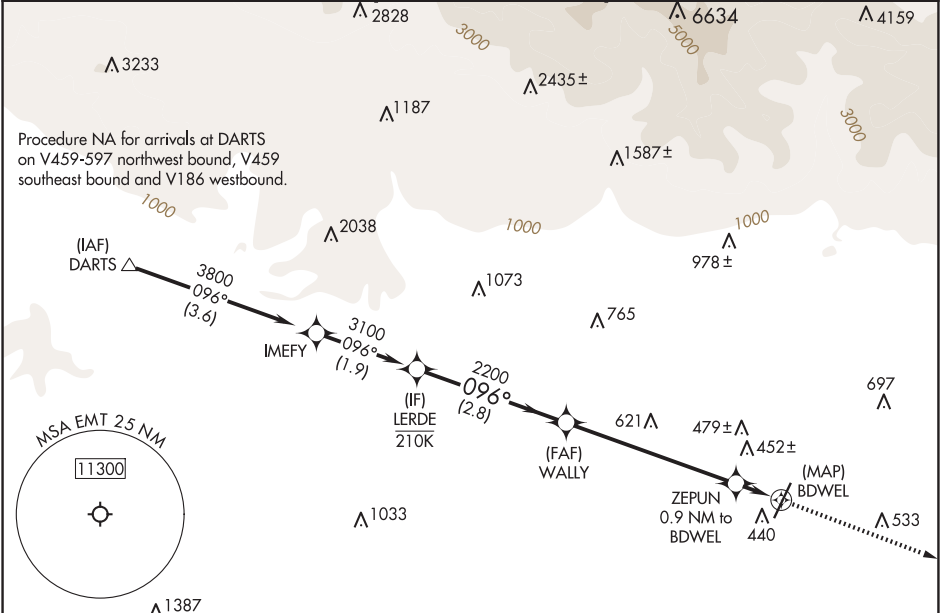 2828
6634
4159
3000
5000
3233
2435±
1187
3000
Procedure NA for arrivals at DARTS
on V459-597 northwest bound, V459
southeast bound and V186 westbound.
1587±
1000
2038
1000
1000
978±
(IAF)
DARTS
3800
096°
(3.6)
1073
765
IMEFY
3100
096°
(1.9)
(IF)
LERDE
210K
2200
096°
(2.8)
697
621
479±
452±
(FAF)
WALLY
MSA EMT 25 NM
11300
(MAP)
BDWEL
ZEPUN
0.9 NM to
BDWEL
440
533
1033
1387